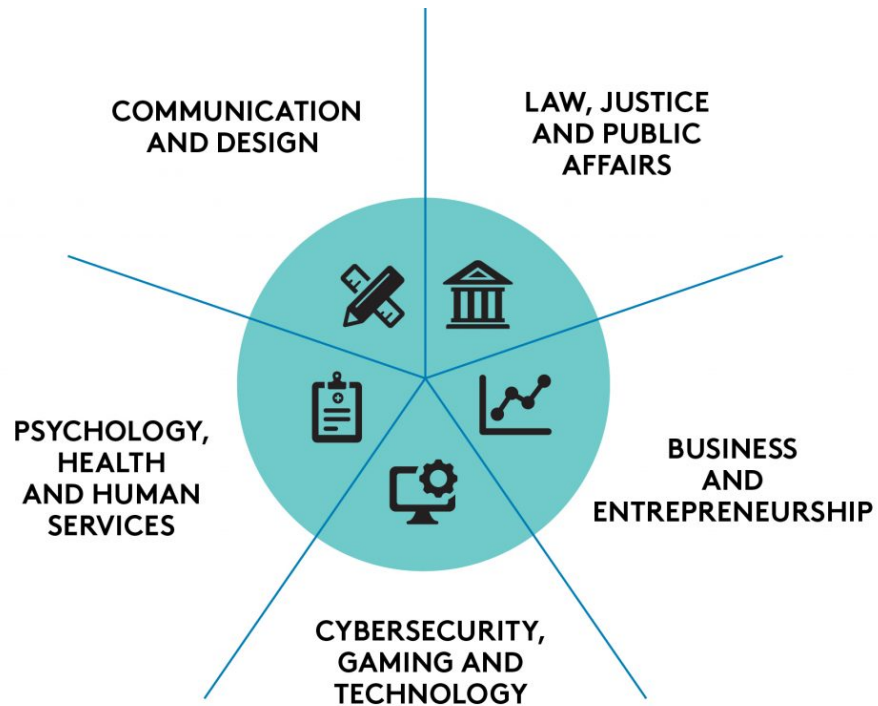 COMMUNICATION
AND DESIGN
LAW, JUSTICE
AND PUBLIC
AFFAIRS
PSYCHOLOGY,
HEALTH
AND HUMAN
SERVICES
BUSINESS
AND
ENTREPRENEURSHIP
CYBERSECURITY,
GAMING AND
TECHNOLOGY